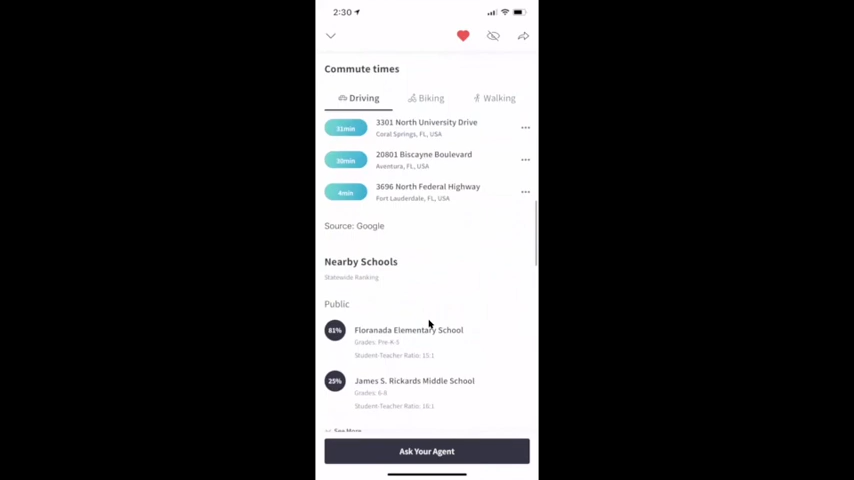 2:30
Commute times
Driving
Biking
Walking
31min
3301 North University Drive
Coral Springs, FL, USA
30min
20801 Biscayne Boulevard
Aventura, FL, USA
4min
3696 North Federal Highway
Fort Lauderdale, FL, USA
Source: Google
Nearby Schools
Statewide Ranking
Public
81%
Floranada Elementary School
Grades: Pre-K-5
Student-Teacher Ratio: 15:1
25%
James S. Rickards Middle School
Grades: 6-8
Student-Teacher Ratio: 16:1
See More
Ask Your Agent